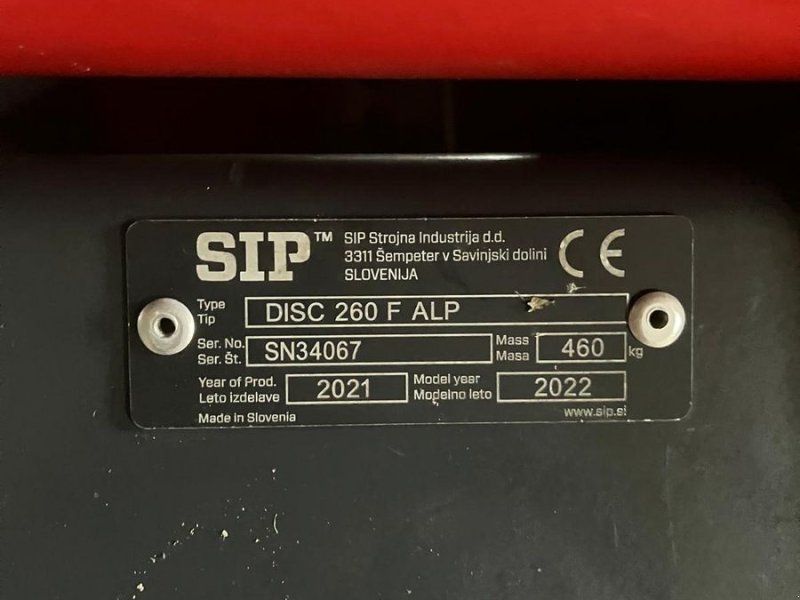 SIP™ SIP Strojna Industrija d.d.
3311 Šempeter v Savinjski dolini
SLOVENIJA
CE
Type
Tip
DISC 260 F ALP
Ser. No.
Ser. Št.
SN34067
Mass
Masa
460
kg
Year of Prod.
Leto izdelave
2021
Model year
Modelno leto
2022
Made in Slovenia
www.sip.si